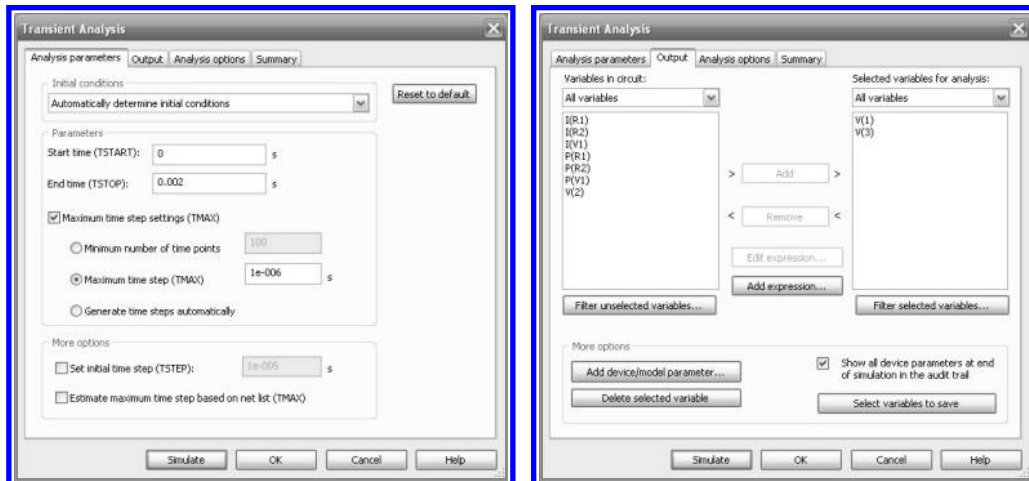 Transient Analysis
Analysis parameters Output Analysis options Summary
Initial conditions
Automatically determine initial conditions
Reset to default
Parameters
Start time (TSTART): 0 s
End time (TSTOP): 0.002 s
Maximum time step settings (TMAX)
Minimum number of time points 100
Maximum time step (TMAX) 1e-006 s
Generate time steps automatically
More options
Set initial time step (TSTEP): 1e-005 s
Estimate maximum time step based on net list (TMAX)
Simulate OK Cancel Help
Transient Analysis
Analysis parameters Output Analysis options Summary
Variables in circuit: Selected variables for analysis:
All variables All variables
I(R1)
I(R2)
I(V1)
P(R1)
P(R2)
P(V1)
V(2)
> Add >
< Remove <
Edit expression...
Add expression...
V(1)
V(3)
Filter unselected variables... Filter selected variables...
More options
Add device/model parameter...
Delete selected variable
Show all device parameters at end
of simulation in the audit trail
Select variables to save
Simulate OK Cancel Help